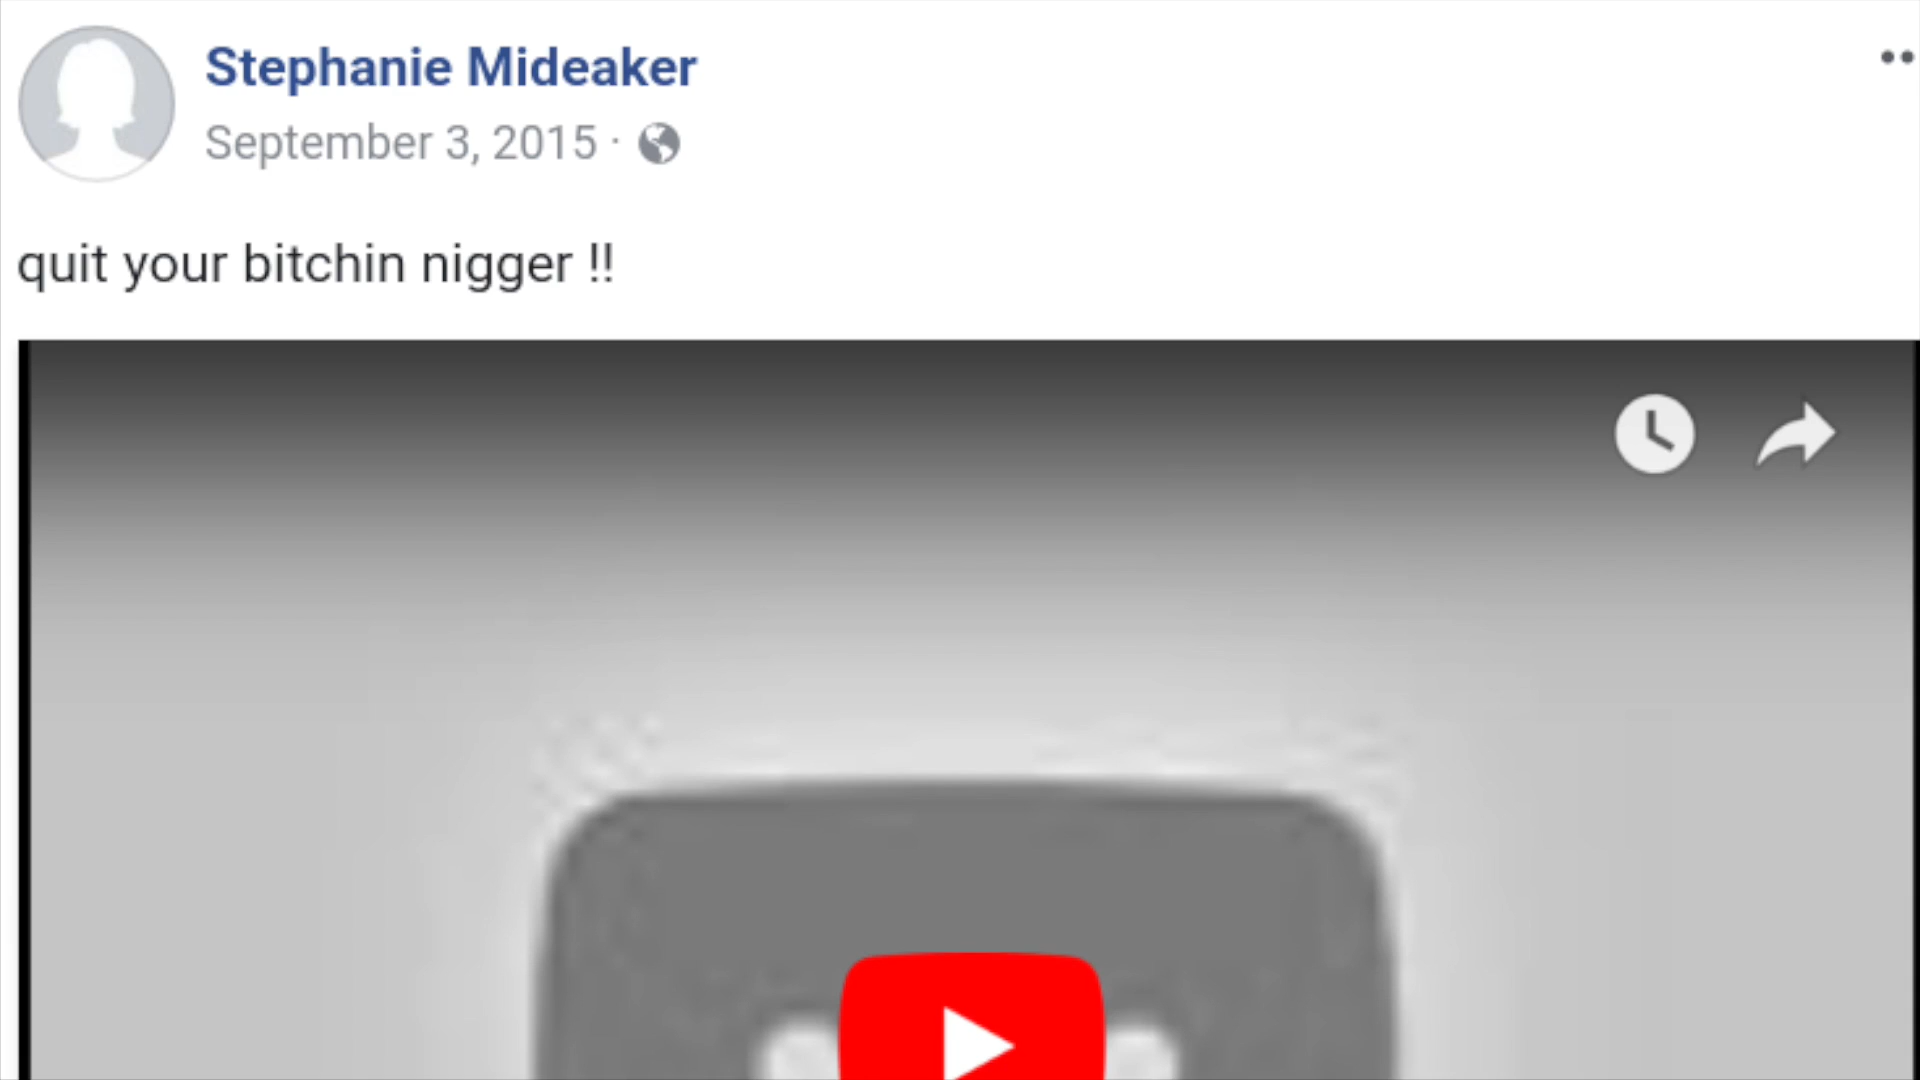 Stephanie Mideaker
September 3, 2015 ·
quit your bitchin nigger !!